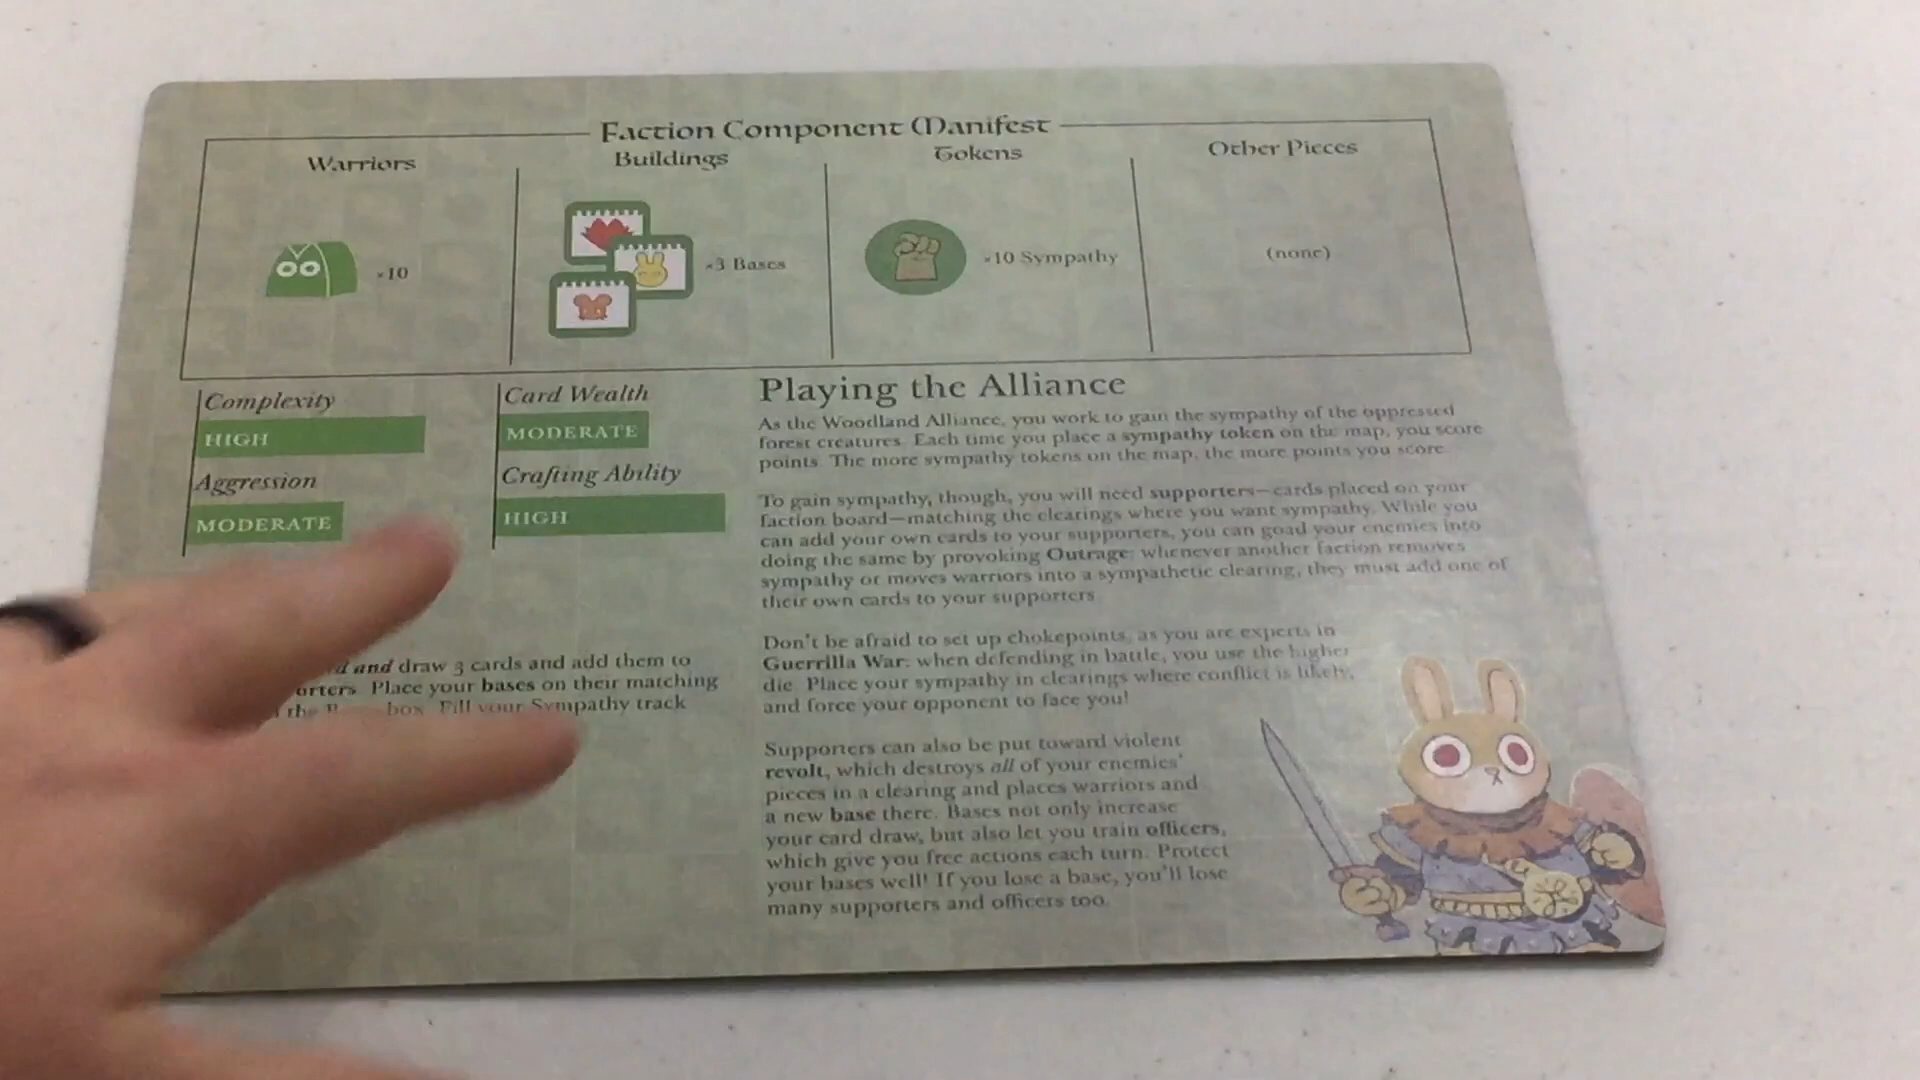 Faction Component Manifest
Warriors
×10
Buildings
×3 Bases
Tokens
×10 Sympathy
Other Pieces
(none)
Complexity
HIGH
Aggression
MODERATE
Card Wealth
MODERATE
Crafting Ability
HIGH
and draw 3 cards and add them to
Place your bases on their matching
the box. Fill your Sympathy track
Playing the Alliance
As the Woodland Alliance, you work to gain the sympathy of the oppressed
forest creatures. Each time you place a sympathy token on the map, you score
points. The more sympathy tokens on the map, the more points you score.
To gain sympathy, though, you will need supporters—cards placed on your
faction board—matching the clearings where you want sympathy. While you
can add your own cards to your supporters, you can goad your enemies into
doing the same by provoking Outrage: whenever another faction removes
sympathy or moves warriors into a sympathetic clearing, they must add one of
their own cards to your supporters.
Don't be afraid to set up chokepoints, as you are experts in
Guerrilla War: when defending in battle, you use the higher
die. Place your sympathy in clearings where conflict is likely,
and force your opponent to face you!
Supporters can also be put toward violent
revolt, which destroys all of your enemies'
pieces in a clearing and places warriors and
a new base there. Bases not only increase
your card draw, but also let you train officers,
which give you free actions each turn. Protect
your bases well! If you lose a base, you'll lose
many supporters and officers too.